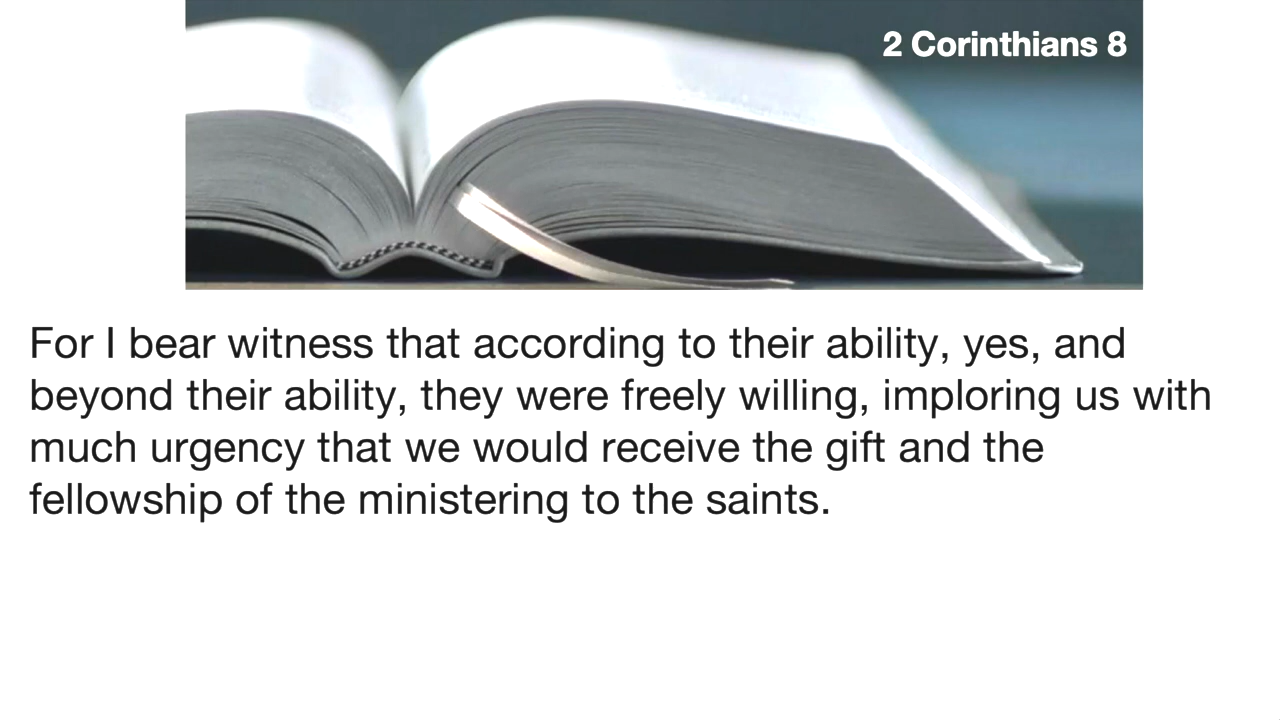 2 Corinthians 8
For I bear witness that according to their ability, yes, and
beyond their ability, they were freely willing, imploring us with
much urgency that we would receive the gift and the
fellowship of the ministering to the saints.